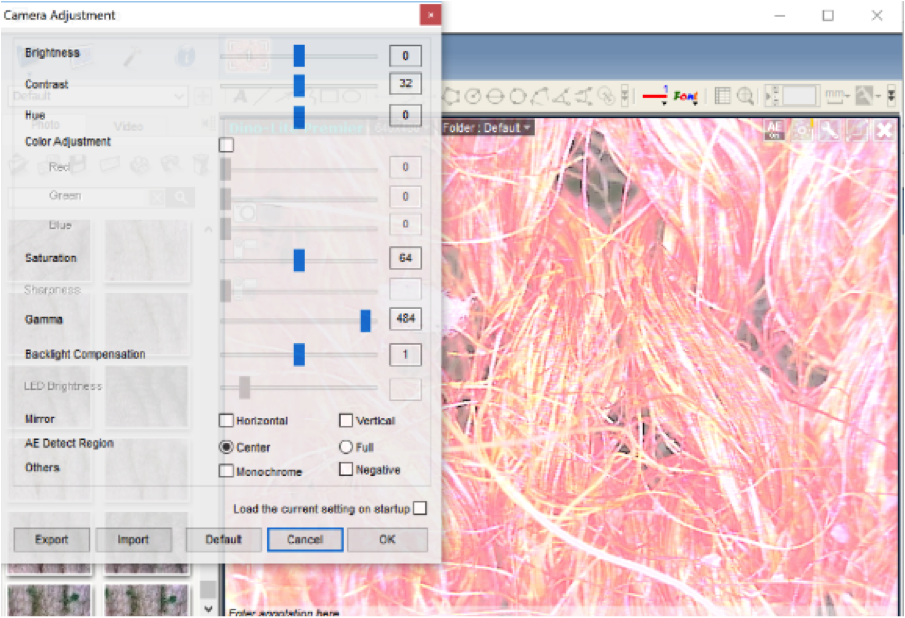 Camera Adjustment
Brightness 0
Contrast 32
Hue 0
Color Adjustment
Red 0
Green 0
Blue 0
Saturation 64
Sharpness
Gamma 484
Backlight Compensation 1
LED Brightness
Mirror Horizontal Vertical
AE Detect Region Center Full
Others Monochrome Negative
Load the current setting on startup
Export Import Default Cancel OK
Default
Photo Video
Font
mm
Folder : Default
AE
On
Enter annotation here